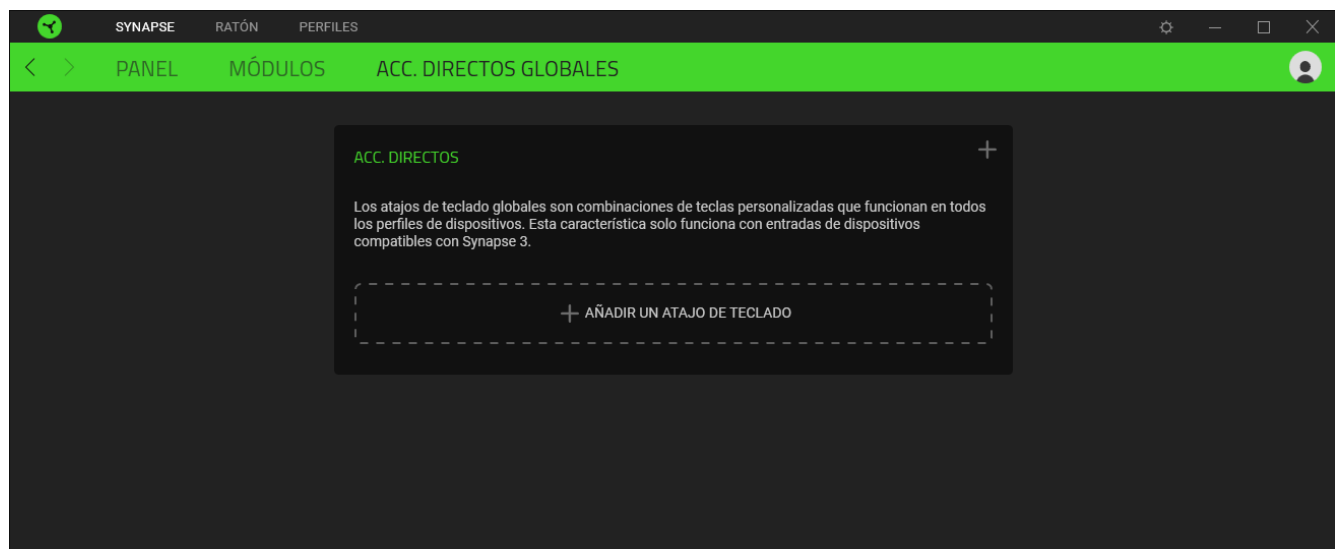 SYNAPSE RATÓN PERFILES
PANEL MÓDULOS ACC. DIRECTOS GLOBALES
ACC. DIRECTOS
Los atajos de teclado globales son combinaciones de teclas personalizadas que funcionan en todos
los perfiles de dispositivos. Esta característica solo funciona con entradas de dispositivos
compatibles con Synapse 3.
AÑADIR UN ATAJO DE TECLADO